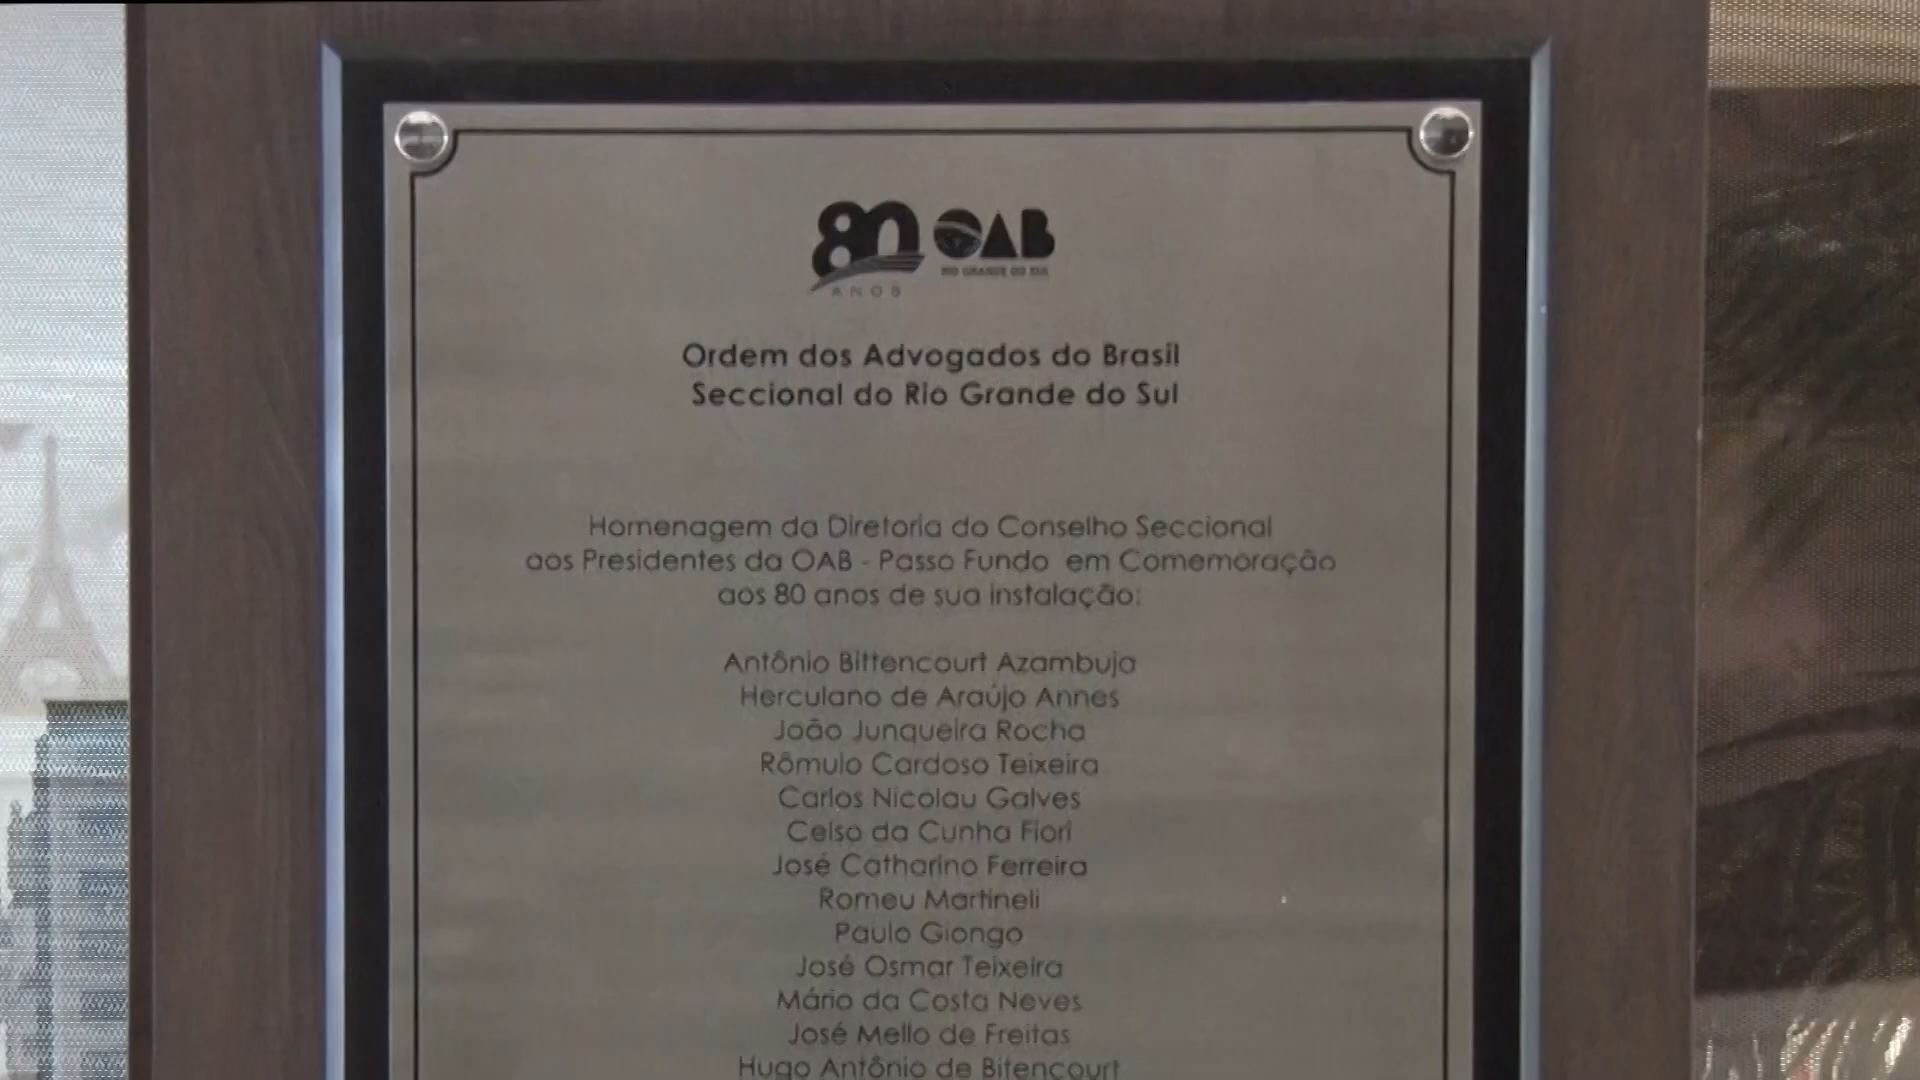 80 OAB
RIO GRANDE DO SUL
ANOS
Ordem dos Advogados do Brasil
Seccional do Rio Grande do Sul
Homenagem da Diretoria do Conselho Seccional
aos Presidentes da OAB - Passo Fundo em Comemoração
aos 80 anos de sua instalação:
Antônio Bittencourt Azambuja
Herculano de Araújo Annes
João Junqueira Rocha
Rômulo Cardoso Teixeira
Carlos Nicolau Galves
Celso da Cunha Fiori
José Catharino Ferreira
Romeu Martineli
Paulo Giongo
José Osmar Teixeira
Mário da Costa Neves
José Mello de Freitas
Hugo Antônio de Bitencourt